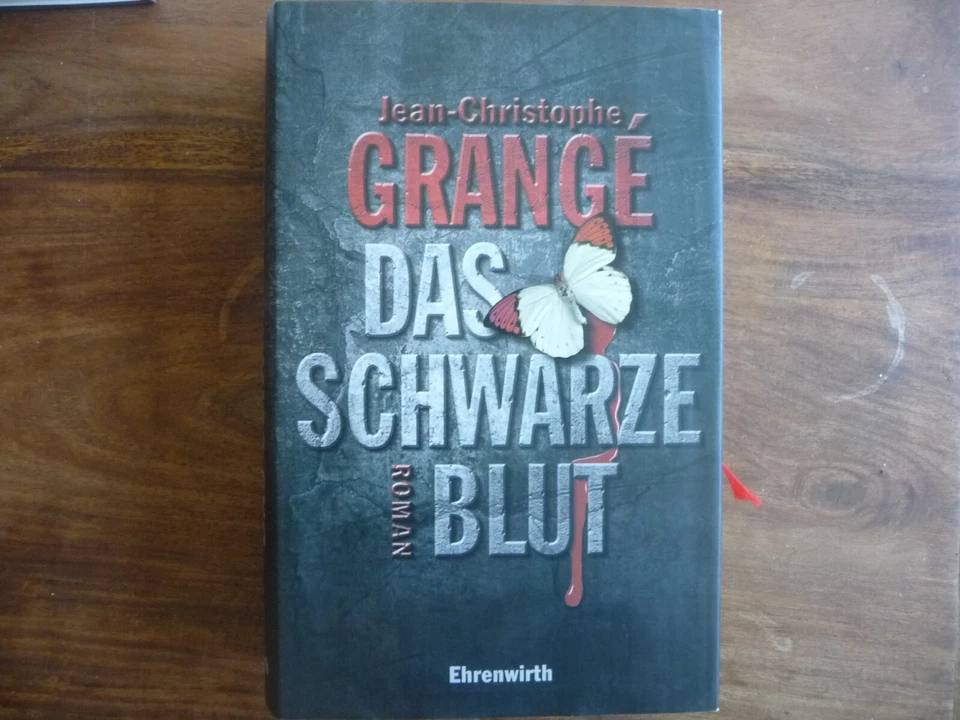 Jean-Christophe
GRANGÉ
DAS
SCHWARZE
BLUT
ROMAN
Ehrenwirth